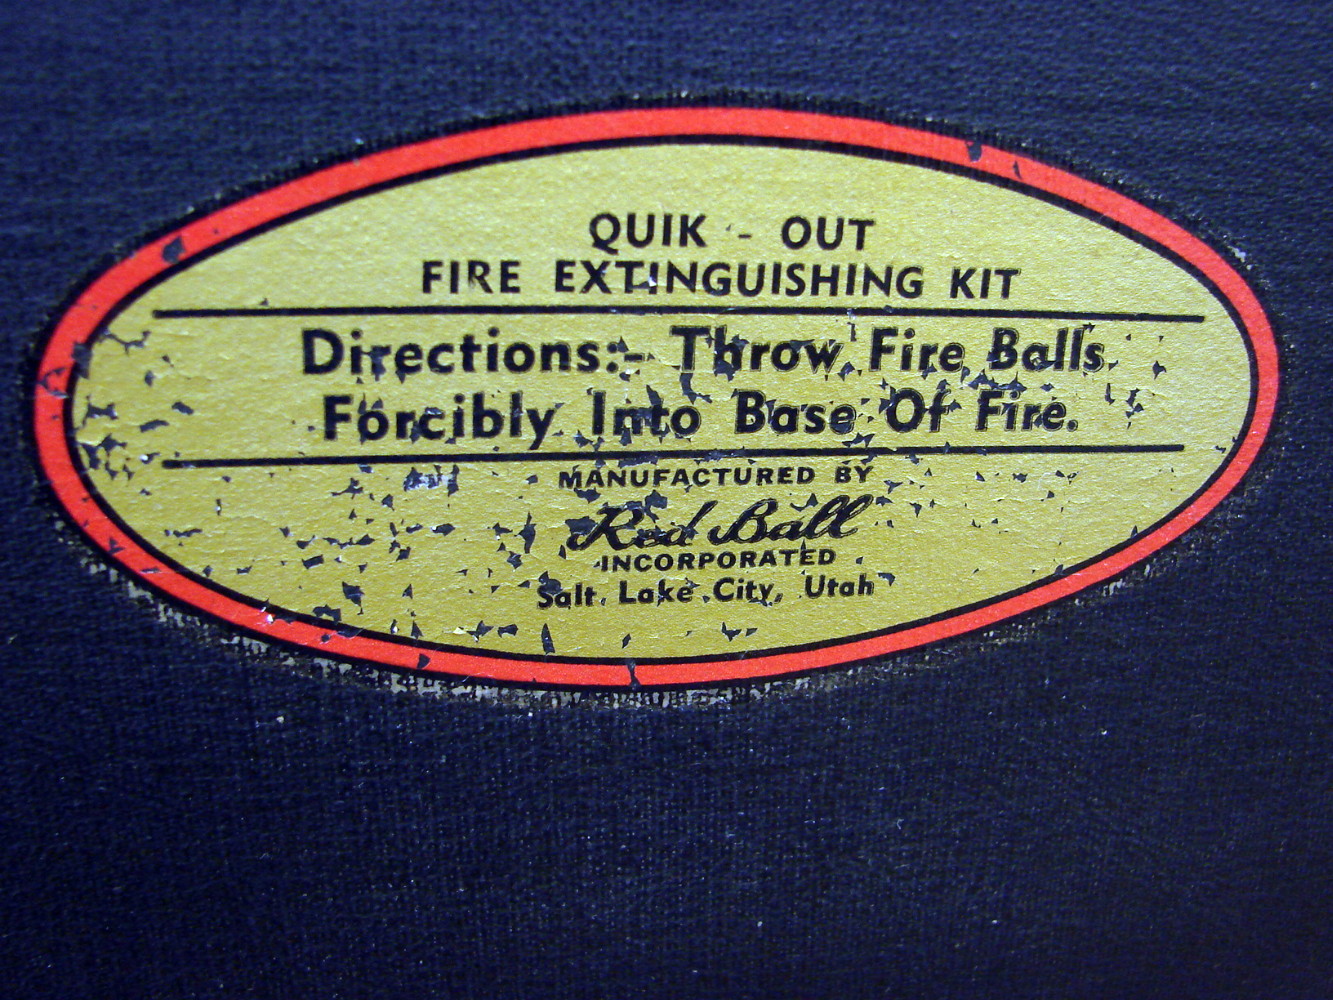 QUIK - OUT
FIRE EXTINGUISHING KIT
Directions:- Throw Fire Balls
Forcibly Into Base Of Fire.
MANUFACTURED BY
Red Ball
INCORPORATED
Salt Lake City, Utah